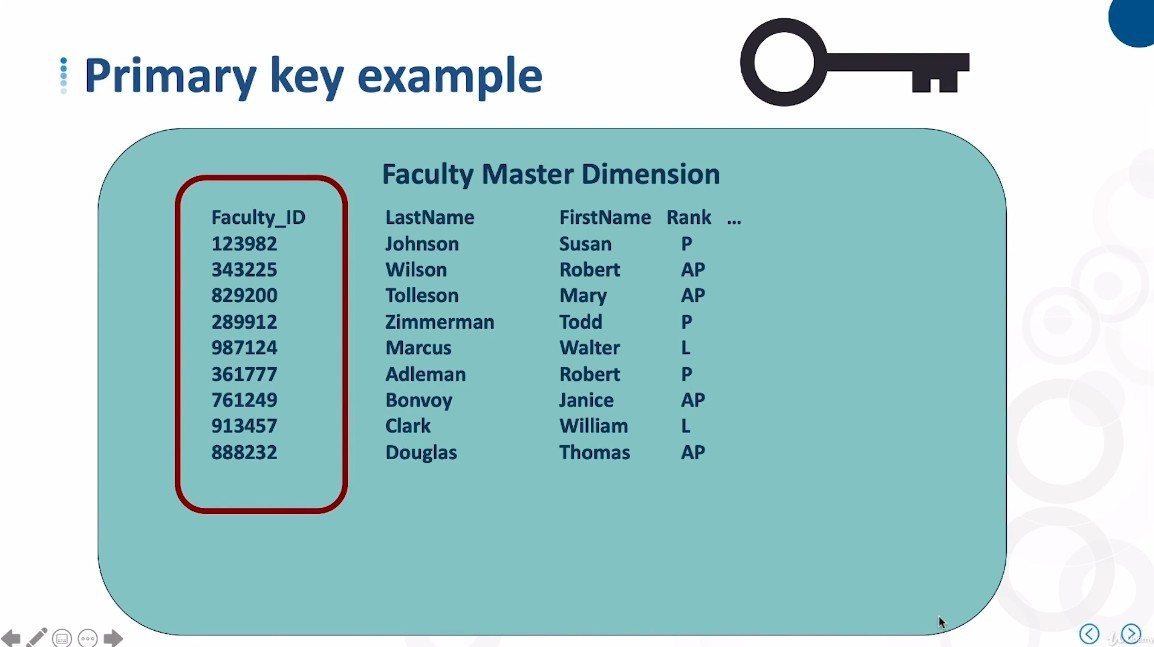 Primary key example
Faculty Master Dimension
Faculty_ID LastName FirstName Rank ...
123982 Johnson Susan P
343225 Wilson Robert AP
829200 Tolleson Mary AP
289912 Zimmerman Todd P
987124 Marcus Walter L
361777 Adleman Robert P
761249 Bonvoy Janice AP
913457 Clark William L
888232 Douglas Thomas AP